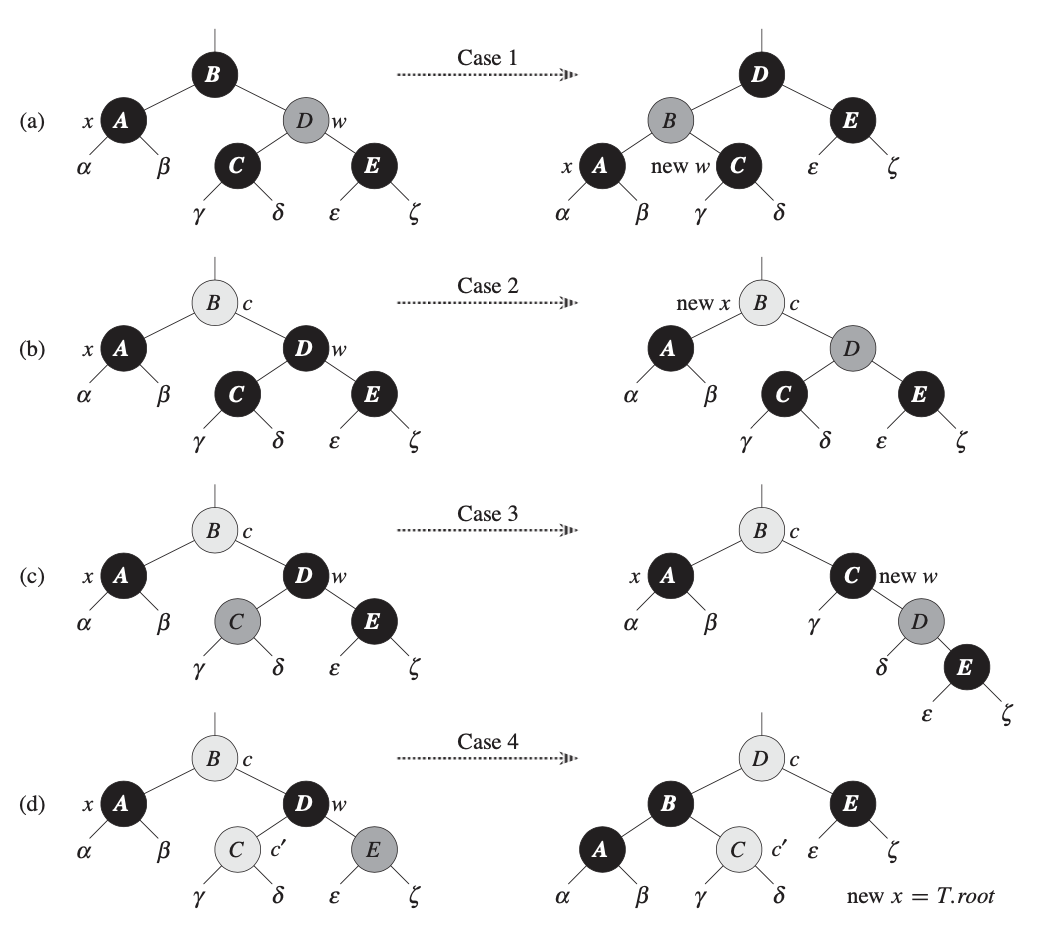 Case 1
B D
(a) x A D w B E
C E x A new w C ε ζ
α β
γ δ ε ζ α β γ δ
Case 2
B c new x B c
(b) x A D w A D
α β C E α β C E
γ δ ε ζ γ δ ε ζ
Case 3
B c B c
(c) x A D w x A C new w
α β C E α β γ D
γ δ ε ζ δ E
ε ζ
Case 4
B c D c
(d) x A D w B E
α β C c′ E A C c′ ε ζ
γ δ ε ζ α β γ δ new x = T.root